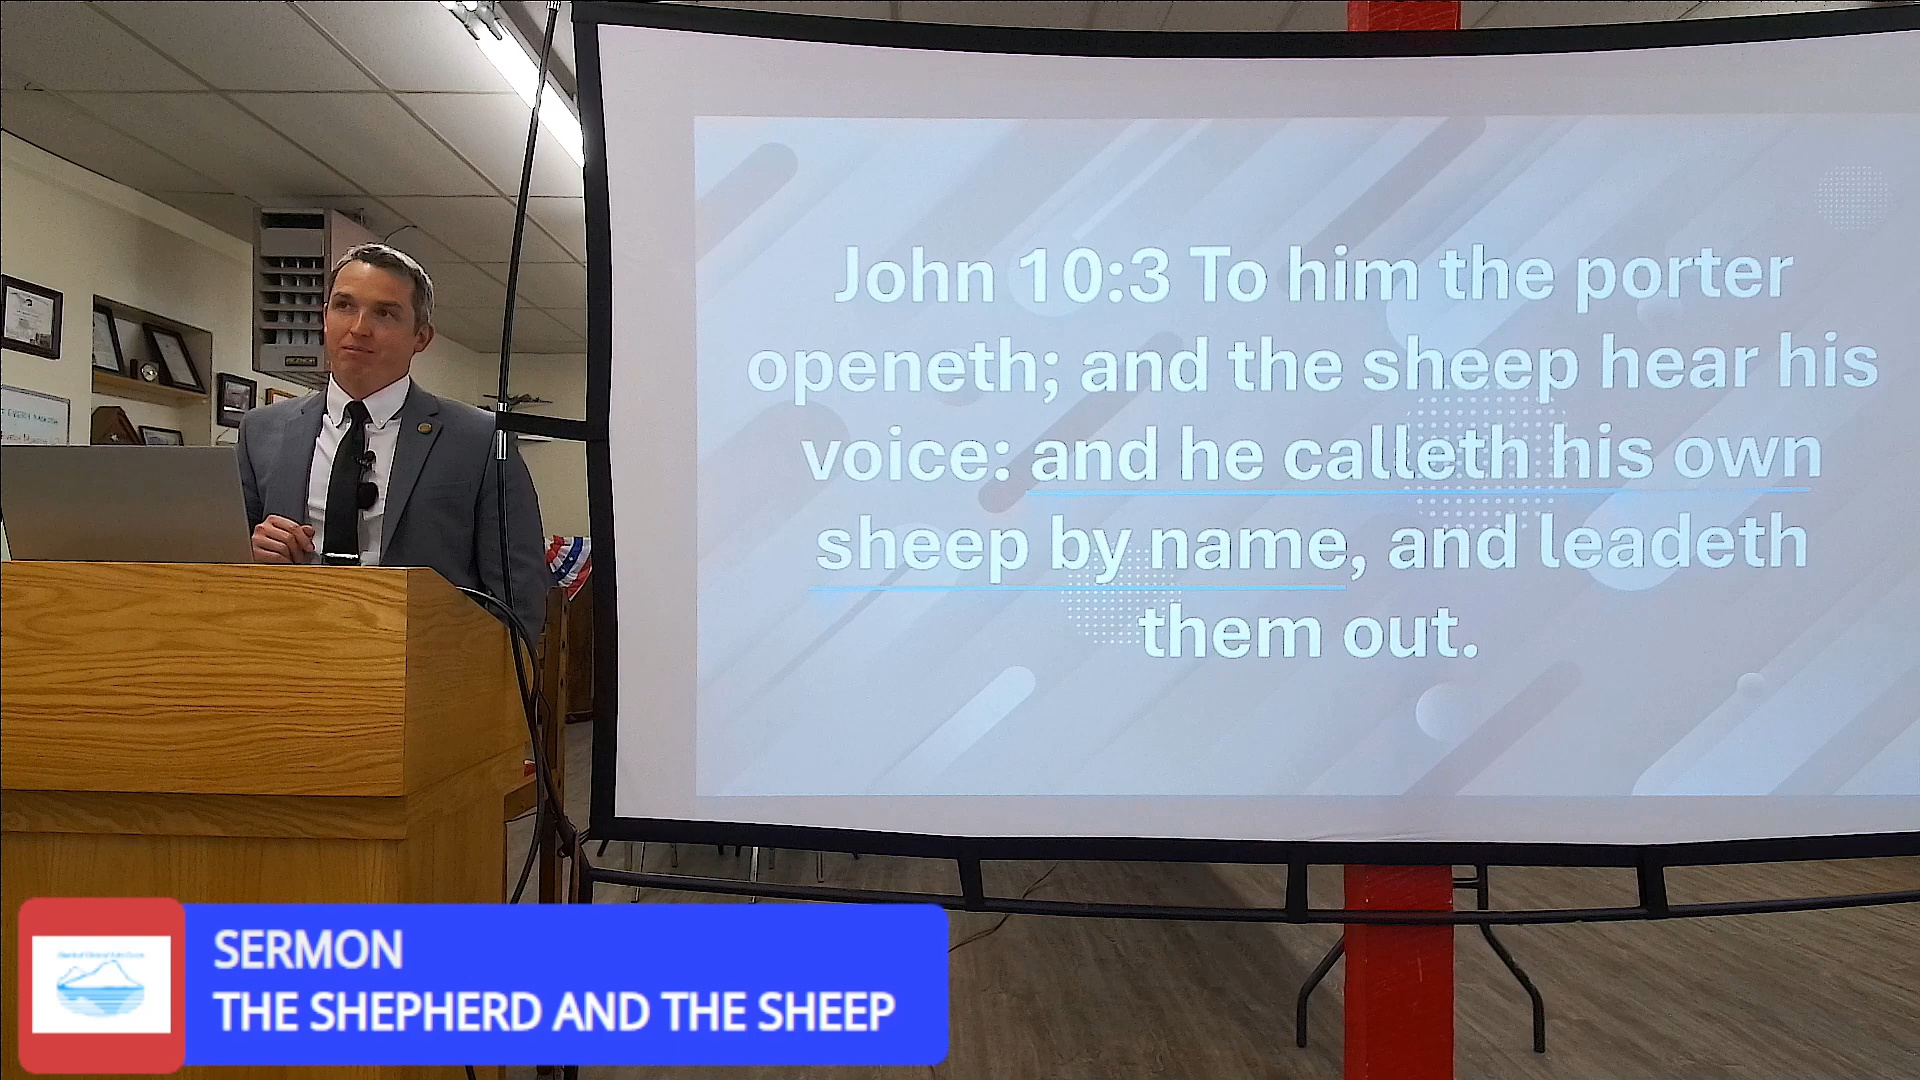 John 10:3 To him the porter
openeth; and the sheep hear his
voice: and he calleth his own
sheep by name, and leadeth
them out.
SERMON
THE SHEPHERD AND THE SHEEP